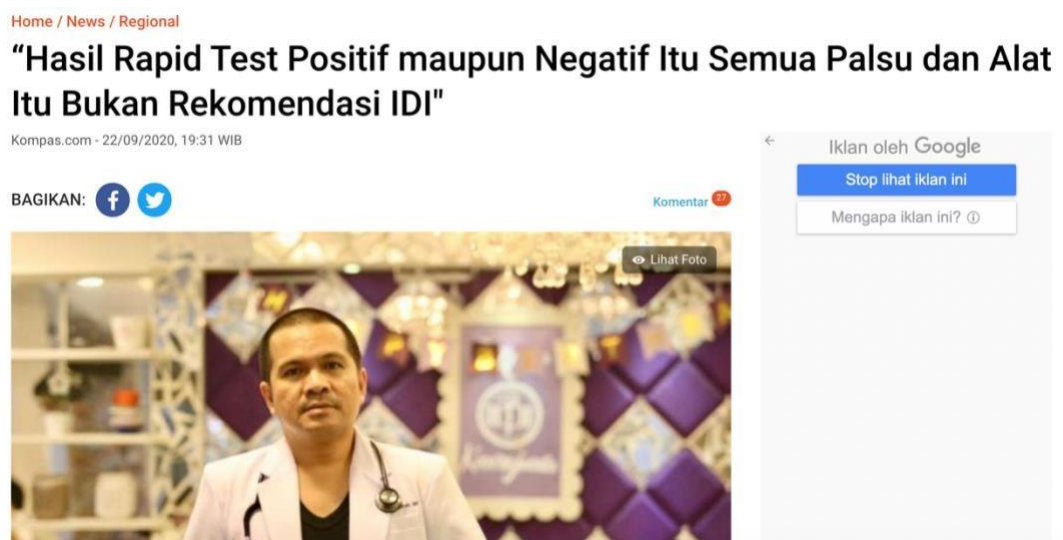 Home / News / Regional
“Hasil Rapid Test Positif maupun Negatif Itu Semua Palsu dan Alat
Itu Bukan Rekomendasi IDI"
Kompas.com - 22/09/2020, 19:31 WIB
BAGIKAN:
Komentar 27
Lihat Foto
Iklan oleh Google
Stop lihat iklan ini
Mengapa iklan ini?